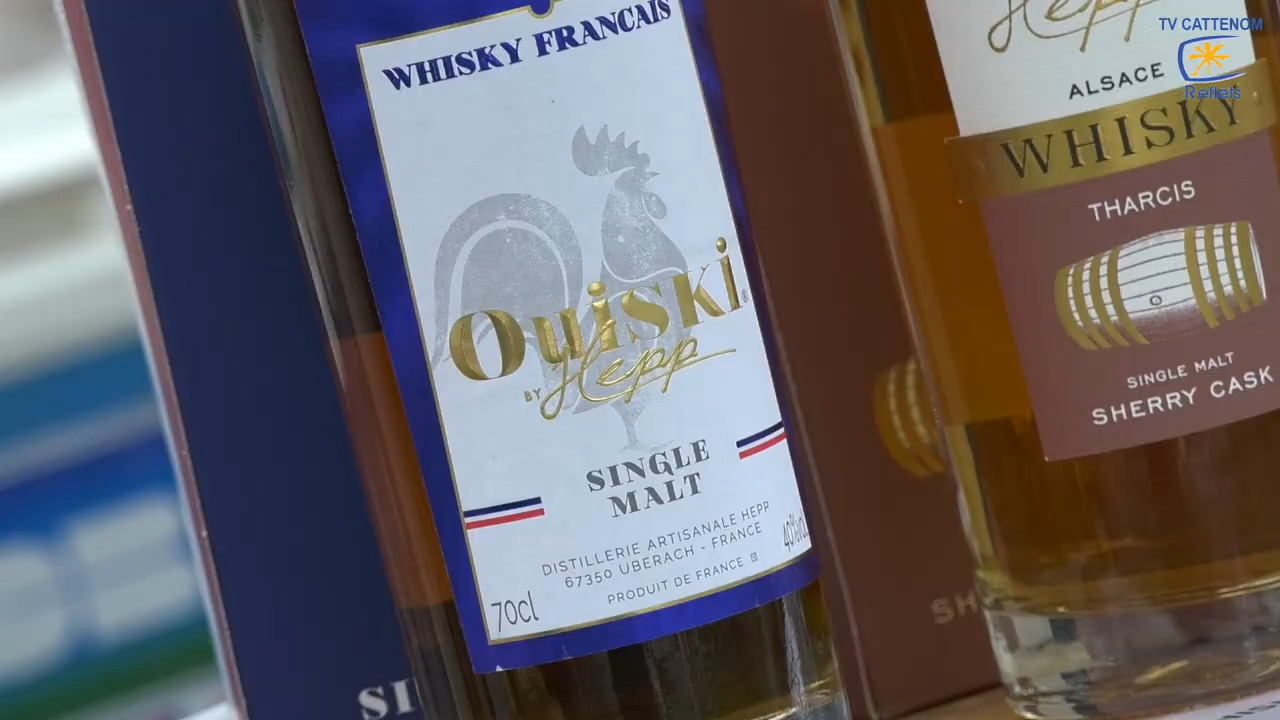 WHISKY FRANCAIS
OuiSKi
BY Hepp
SINGLE
MALT
DISTILLERIE ARTISANALE HEPP
67350 UBERACH - FRANCE
PRODUIT DE FRANCE
70cl
40%vol
Hepp
ALSACE
WHISKY
THARCIS
SINGLE MALT
SHERRY CASK
SI
SH
TV CATTENOM
Reflets